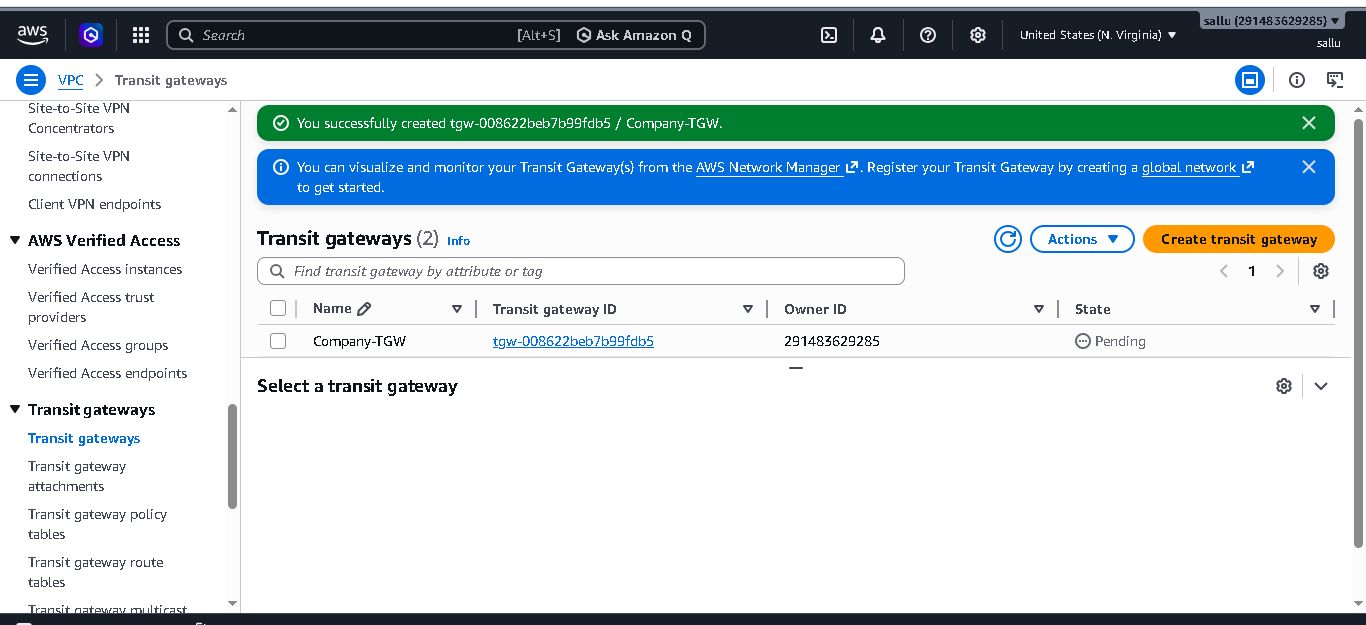 aws
Search [Alt+S] Ask Amazon Q
United States (N. Virginia) ▼
sallu (291483629285) ▼
sallu
VPC > Transit gateways
Site-to-Site VPN
Concentrators
Site-to-Site VPN
connections
Client VPN endpoints
AWS Verified Access
Verified Access instances
Verified Access trust
providers
Verified Access groups
Verified Access endpoints
Transit gateways
Transit gateways
Transit gateway
attachments
Transit gateway policy
tables
Transit gateway route
tables
Transit gateway multicast
You successfully created tgw-008622beb7b99fdb5 / Company-TGW.
You can visualize and monitor your Transit Gateway(s) from the AWS Network Manager. Register your Transit Gateway by creating a global network
to get started.
Transit gateways (2) Info
Actions ▼
Create transit gateway
Find transit gateway by attribute or tag
1
Name Transit gateway ID Owner ID State
Company-TGW tgw-008622beb7b99fdb5 291483629285 Pending
Select a transit gateway